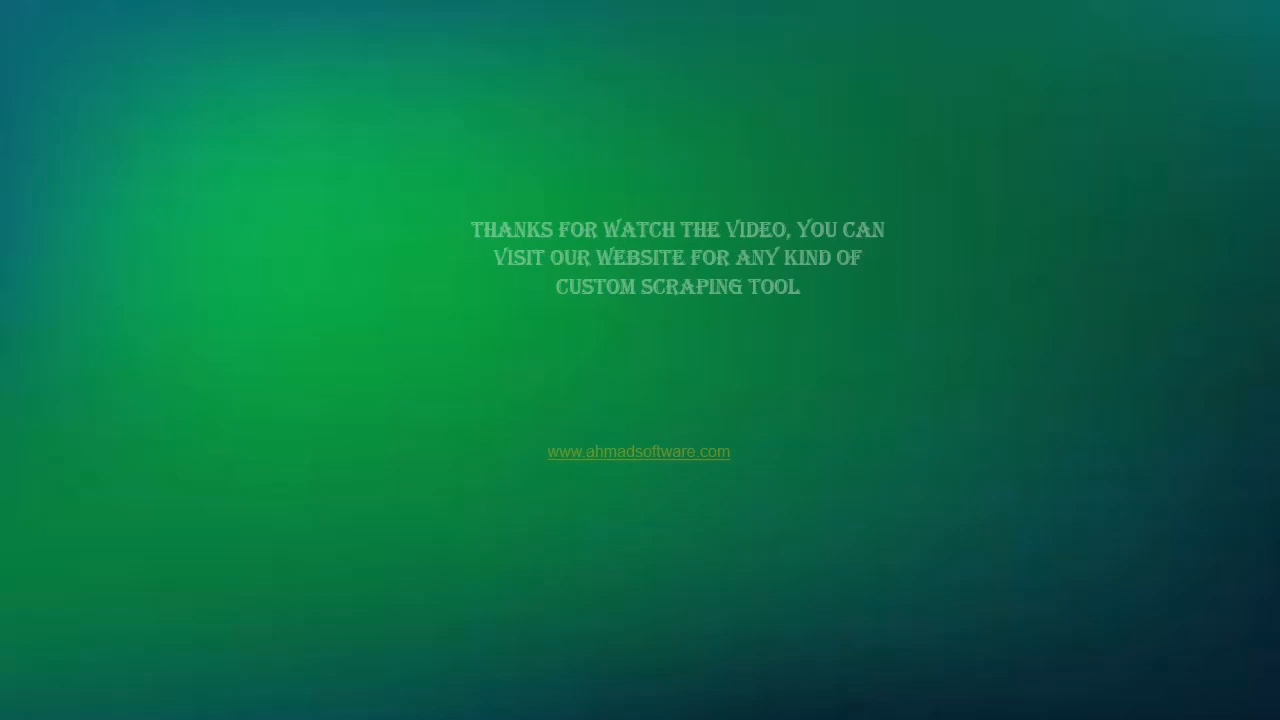 THANKS FOR WATCH THE VIDEO, YOU CAN
VISIT OUR WEBSITE FOR ANY KIND OF
CUSTOM SCRAPING TOOL
www.ahmadsoftware.com